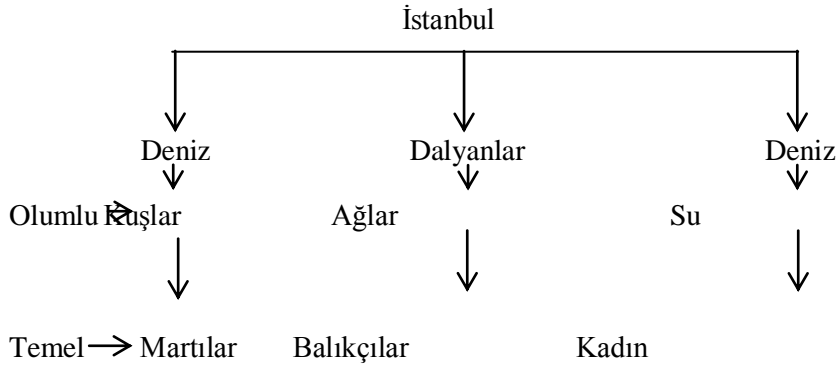 İstanbul
Deniz Dalyanlar Deniz
Olumlu Kuşlar Ağlar Su
Temel Martılar Balıkçılar Kadın